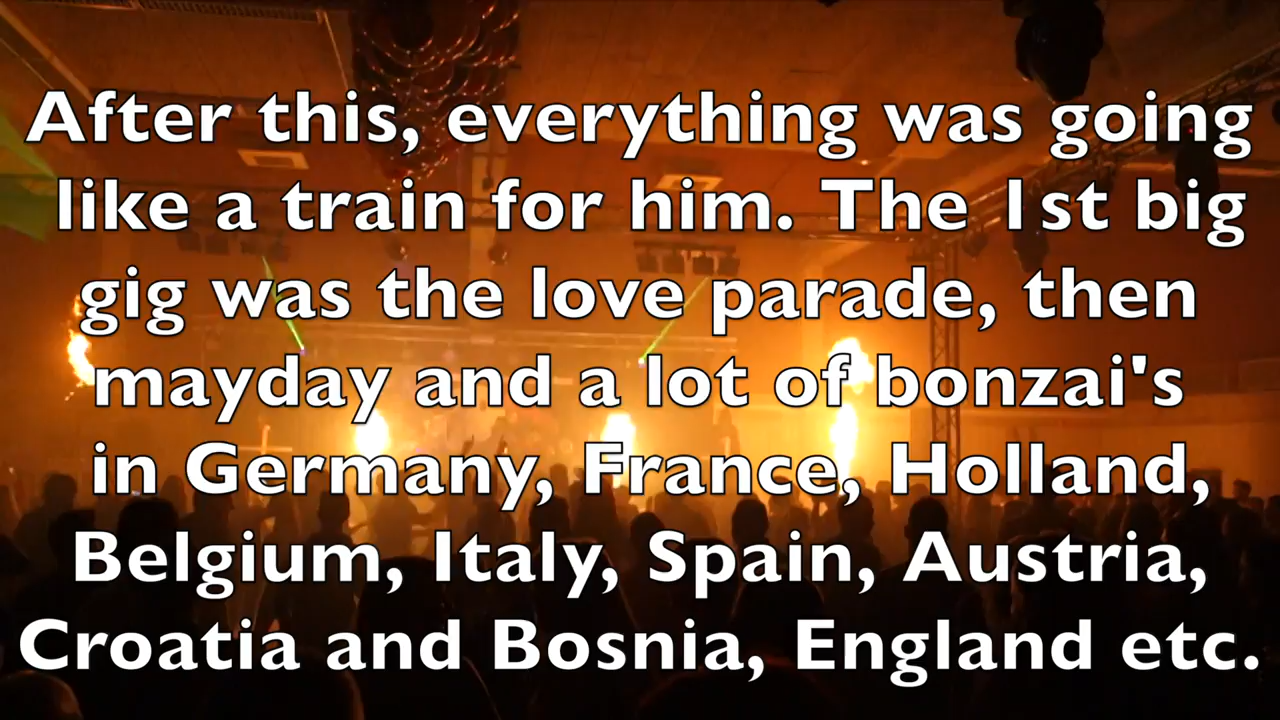 After this, everything was going
like a train for him. The 1st big
gig was the love parade, then
mayday and a lot of bonzai's
in Germany, France, Holland,
Belgium, Italy, Spain, Austria,
Croatia and Bosnia, England etc.